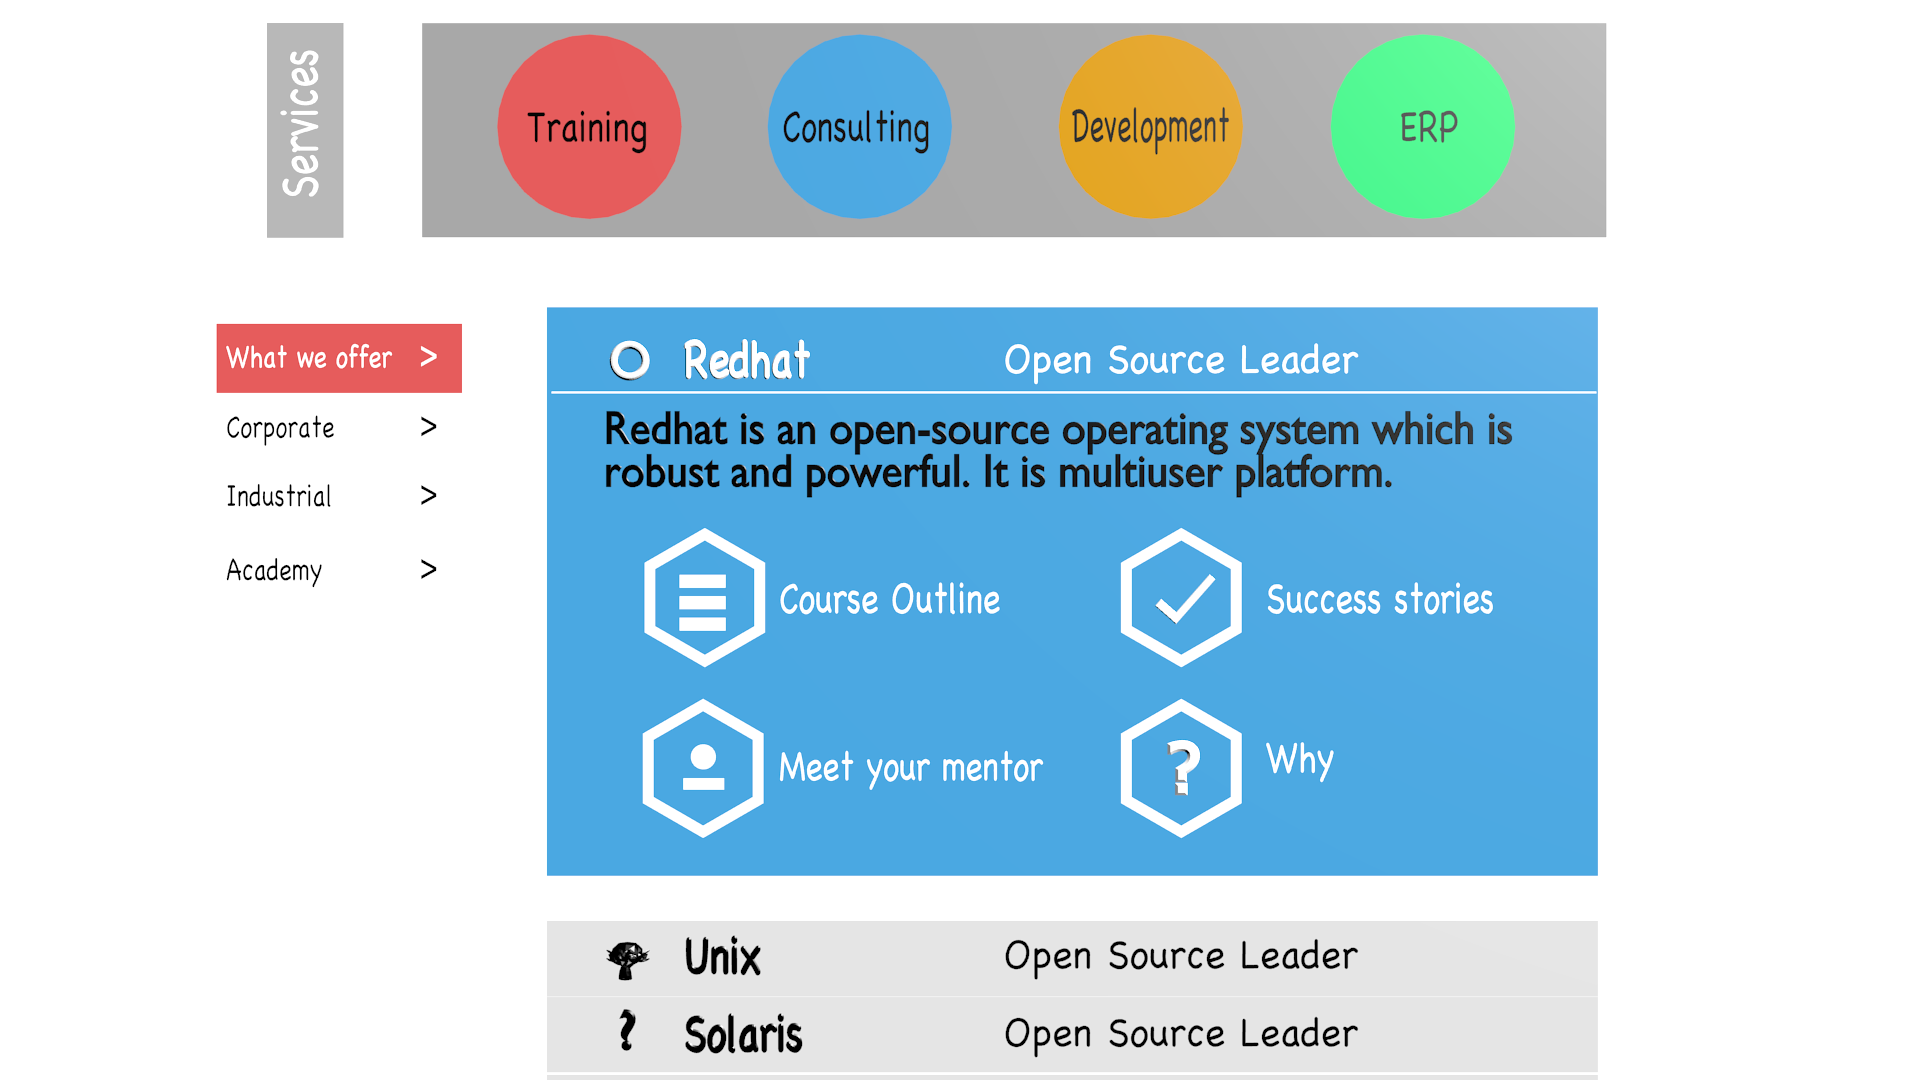 Services
Training
Consulting
Development
ERP
What we offer >
Corporate >
Industrial >
Academy >
Redhat
Open Source Leader
Redhat is an open-source operating system which is
robust and powerful. It is multiuser platform.
Course Outline
Success stories
Meet your mentor
?
Why
Unix
Open Source Leader
Solaris
Open Source Leader